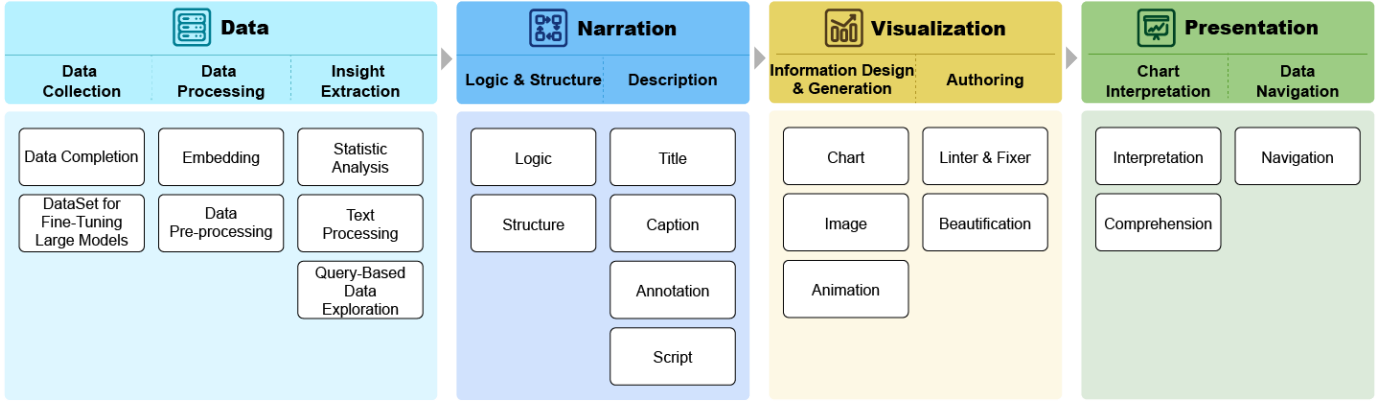 Data
Data
Collection
Data
Processing
Insight
Extraction
Data Completion
DataSet for
Fine-Tuning
Large Models
Embedding
Data
Pre-processing
Statistic
Analysis
Text
Processing
Query-Based
Data
Exploration
Narration
Logic & Structure
Description
Logic
Structure
Title
Caption
Annotation
Script
Visualization
Information Design
& Generation
Authoring
Chart
Image
Animation
Linter & Fixer
Beautification
Presentation
Chart
Interpretation
Data
Navigation
Interpretation
Comprehension
Navigation